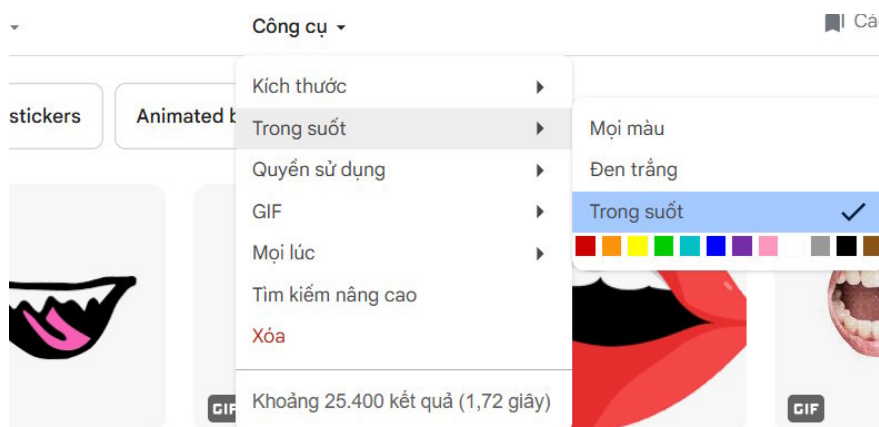 Công cụ
stickers
Animated
Kích thước
Trong suốt
Quyền sử dụng
GIF
Mọi lúc
Tìm kiếm nâng cao
Xóa
Khoảng 25.400 kết quả (1,72 giây)
Mọi màu
Đen trắng
Trong suốt
GIF
GIF